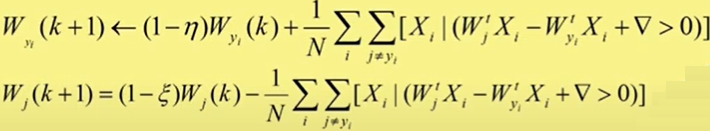 W_{y_i}(k+1) ← (1-η)W_{y_i}(k) + \frac{1}{N} \sum_i \sum_{j≠y_i} [X_i | (W_j^t X_i - W_{y_i}^t X_i + ∇ > 0)]
W_j(k+1) = (1-ξ)W_j(k) - \frac{1}{N} \sum_i \sum_{j≠y_i} [X_i | (W_j^t X_i - W_{y_i}^t X_i + ∇ > 0)]